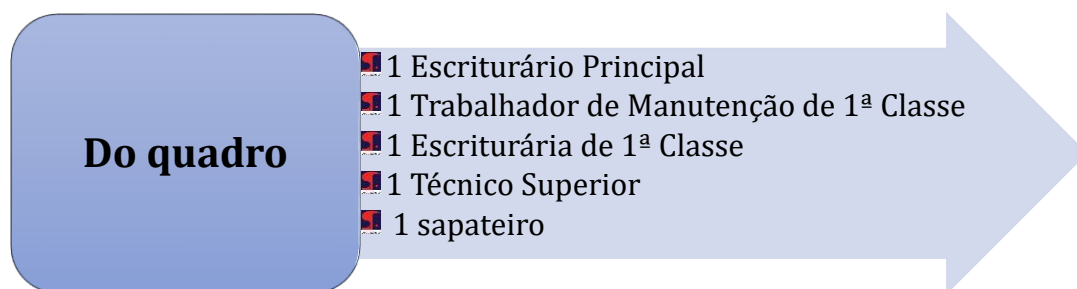 Do quadro
1 Escriturário Principal
1 Trabalhador de Manutenção de 1ª Classe
1 Escriturária de 1ª Classe
1 Técnico Superior
1 sapateiro